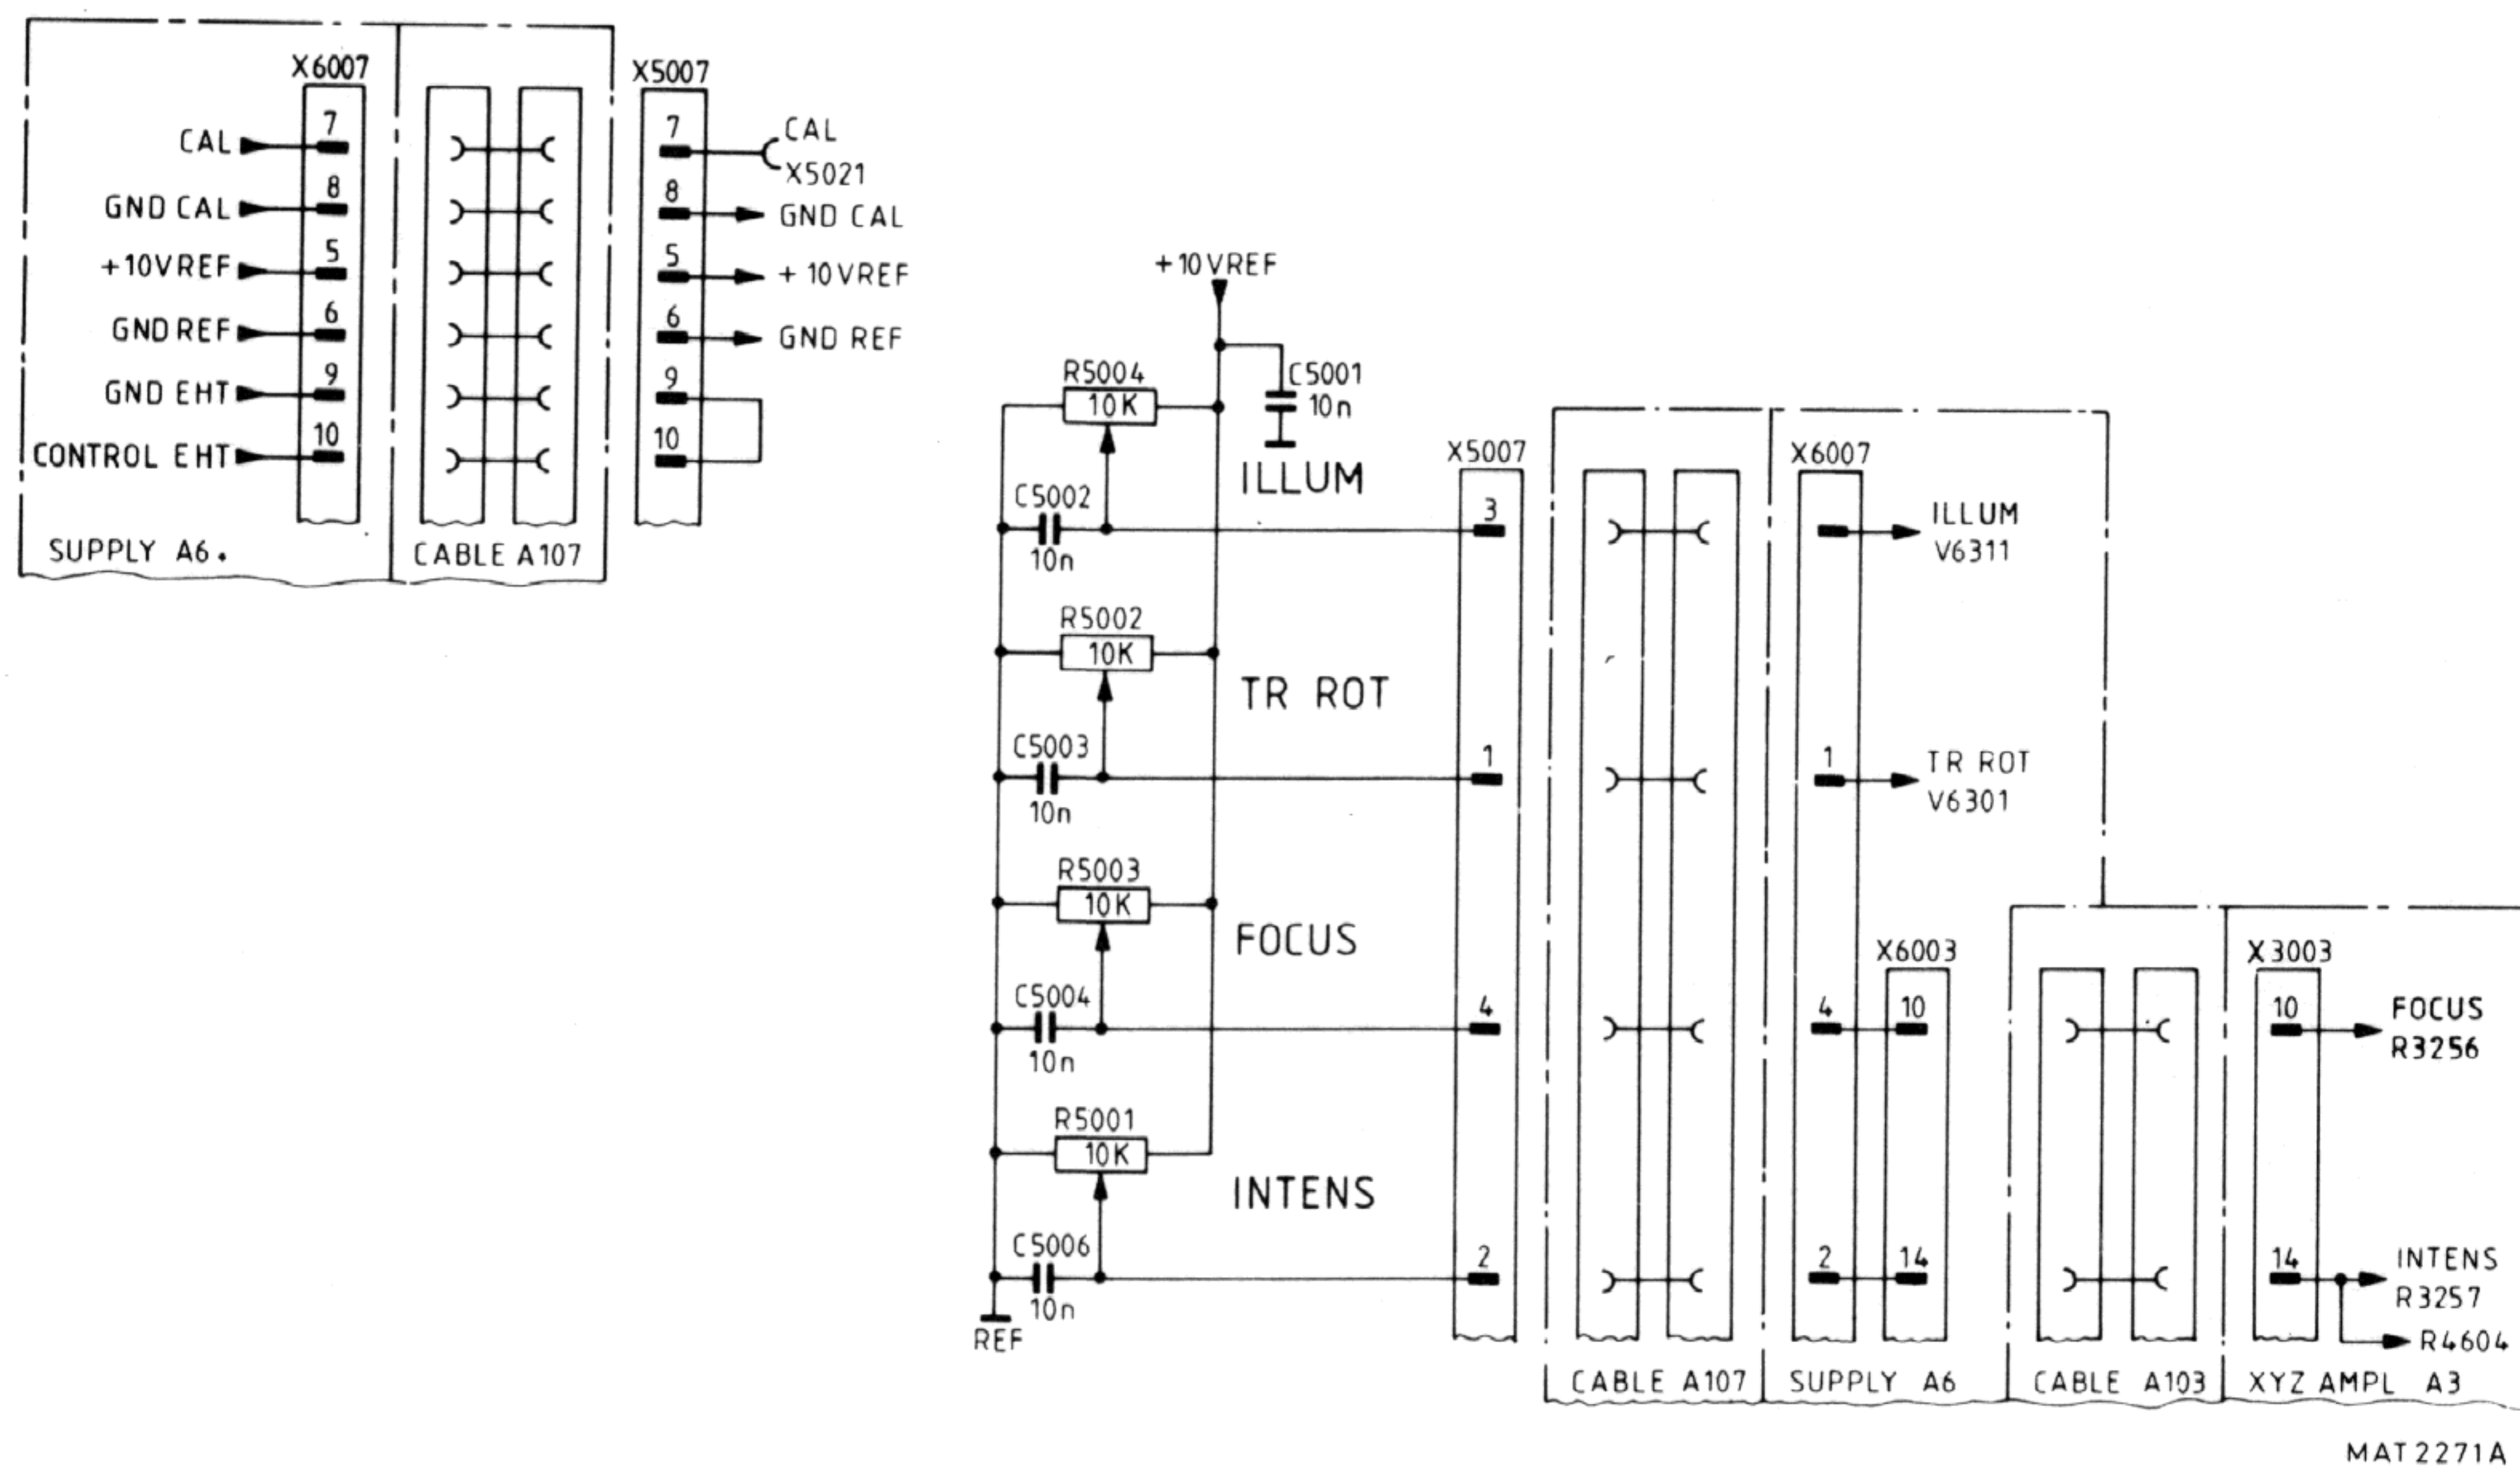 X6007
X5007
7
CAL
8
GND CAL
5
+10VREF
6
GND REF
9
GND EHT
10
CONTROL EHT
SUPPLY A6.
CABLE A107
7
CAL
X5021
8
GND CAL
5
+10VREF
6
GND REF
9
10
+10VREF
R5004
10K
C5001
10n
ILLUM
C5002
10n
R5002
10K
TR ROT
C5003
10n
R5003
10K
FOCUS
C5004
10n
R5001
10K
INTENS
C5006
10n
REF
X5007
3
1
4
2
CABLE A107
X6007
ILLUM
V6311
1
TR ROT
V6301
X6003
4
10
2
14
SUPPLY A6
CABLE A103
X3003
10
FOCUS
R3256
14
INTENS
R3257
R4604
XYZ AMPL A3
MAT2271A